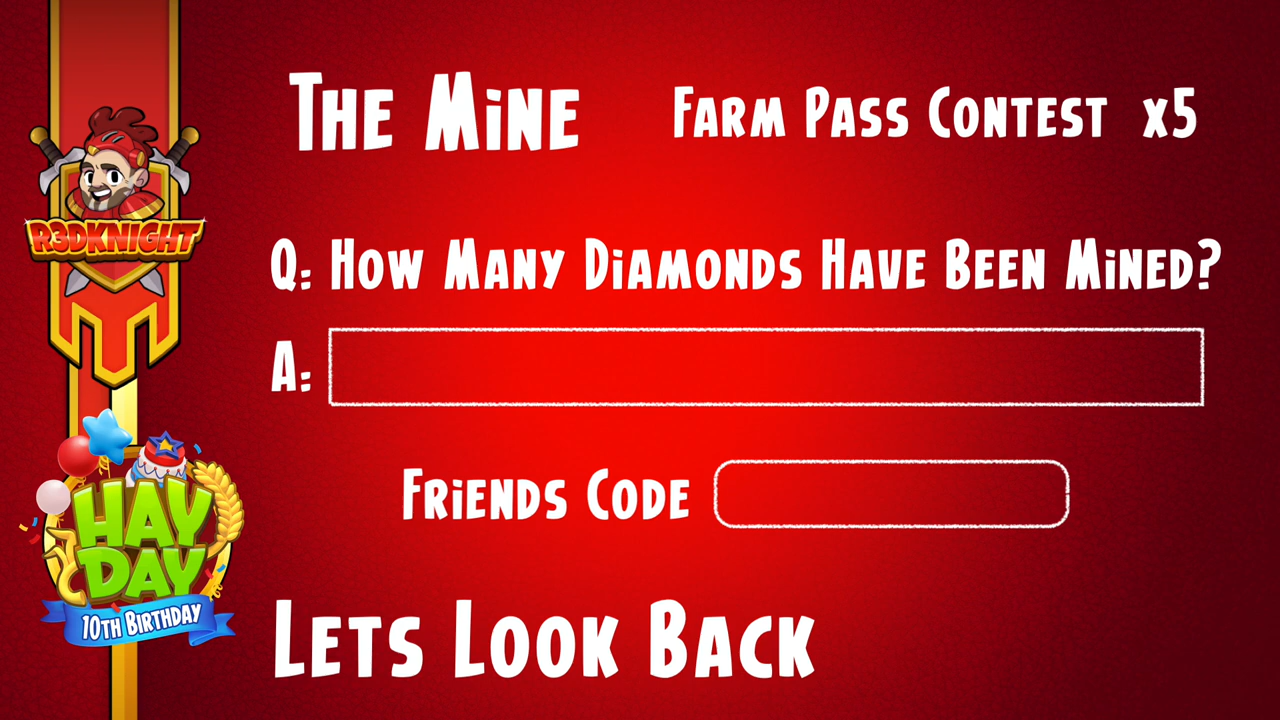 The Mine
Farm Pass Contest x5
R3DKNIGHT
Q: How Many Diamonds Have Been Mined?
A:
Friends Code
HAY
DAY
10th Birthday
Lets Look Back